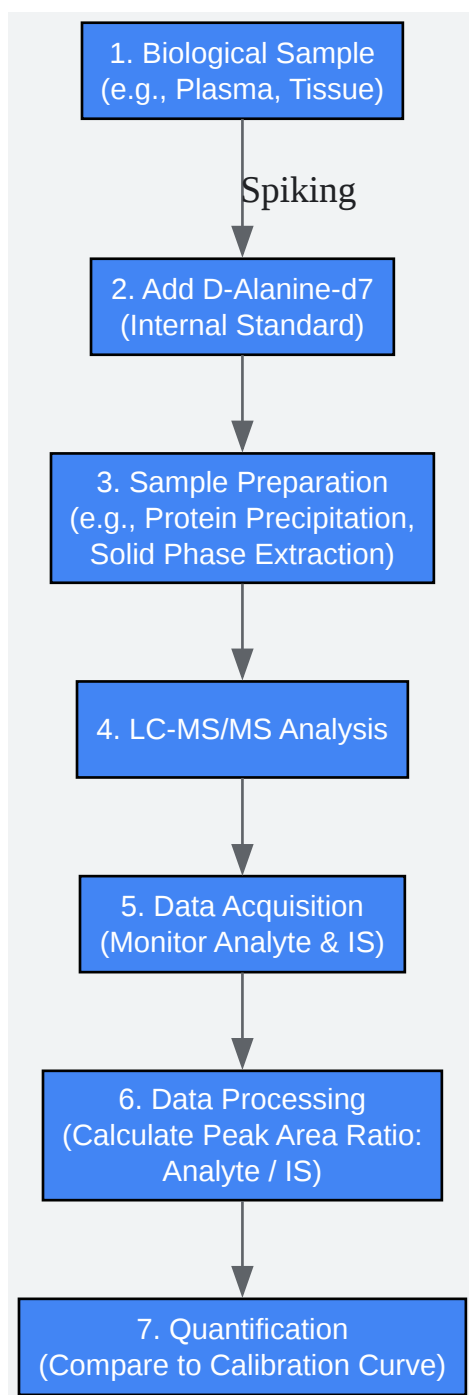 1. Biological Sample
(e.g., Plasma, Tissue)
Spiking
2. Add D-Alanine-d7
(Internal Standard)
3. Sample Preparation
(e.g., Protein Precipitation,
Solid Phase Extraction)
4. LC-MS/MS Analysis
5. Data Acquisition
(Monitor Analyte & IS)
6. Data Processing
(Calculate Peak Area Ratio:
Analyte / IS)
7. Quantification
(Compare to Calibration Curve)